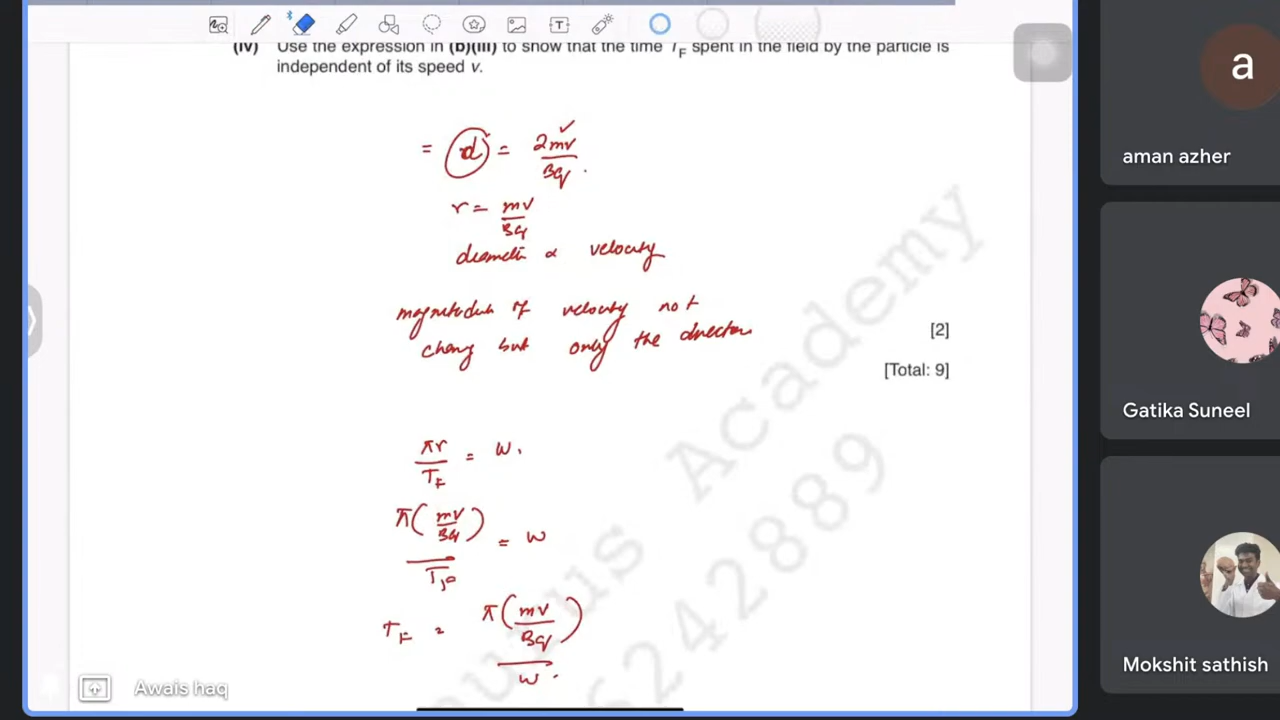 (iv) Use the expression in (b)(iii) to show that the time T_F spent in the field by the particle is
independent of its speed v.
= d = 2mv/Bq
r = mv/Bq
diameter ∝ velocity
magnitude of velocity not
chang but only the direction
[2]
[Total: 9]
πr/T_F = w
π(mv/Bq)/T_F = w
T_F = π(mv/Bq)/w
Academy
6242889
Awais haq
a
aman azher
Gatika Suneel
Mokshit sathish